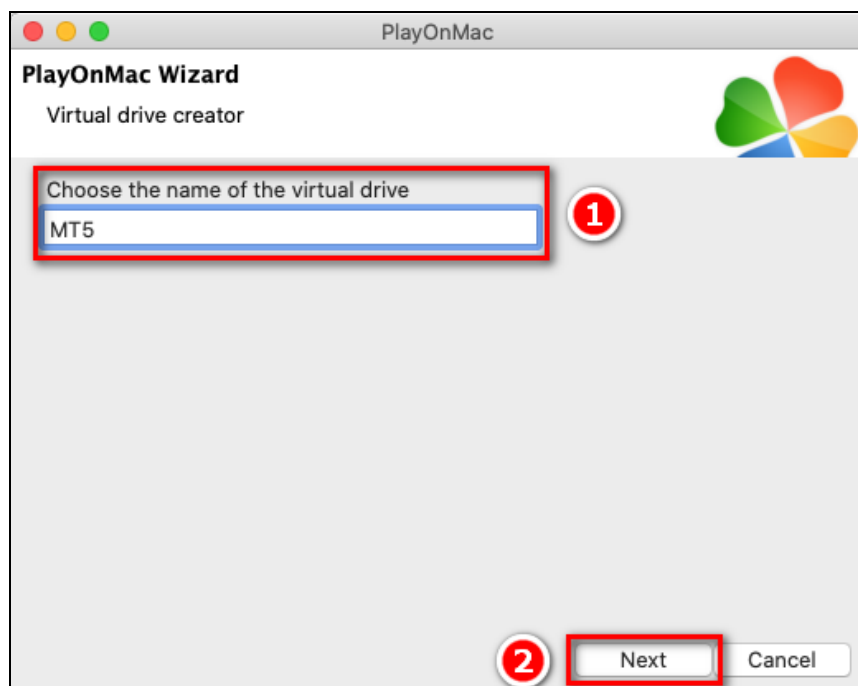 PlayOnMac
PlayOnMac Wizard
Virtual drive creator
Choose the name of the virtual drive
MT5
1
2
Next
Cancel